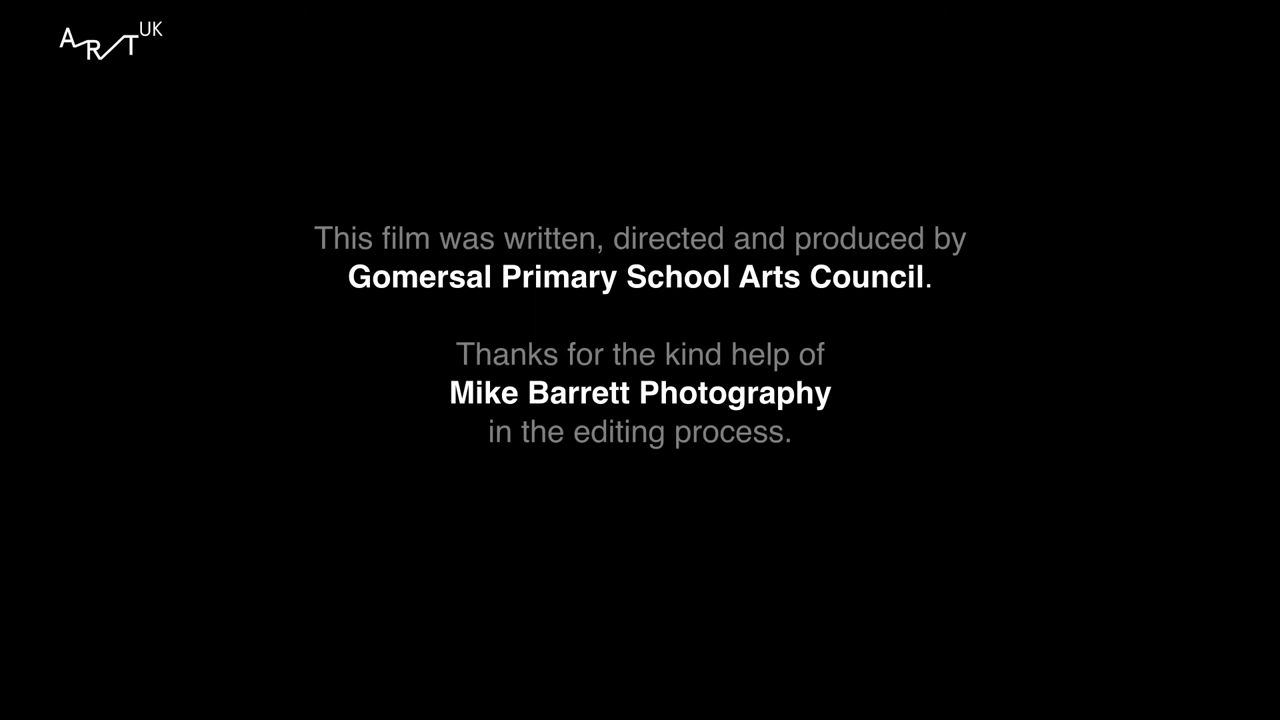 ART UK
This film was written, directed and produced by
Gomersal Primary School Arts Council.
Thanks for the kind help of
Mike Barrett Photography
in the editing process.